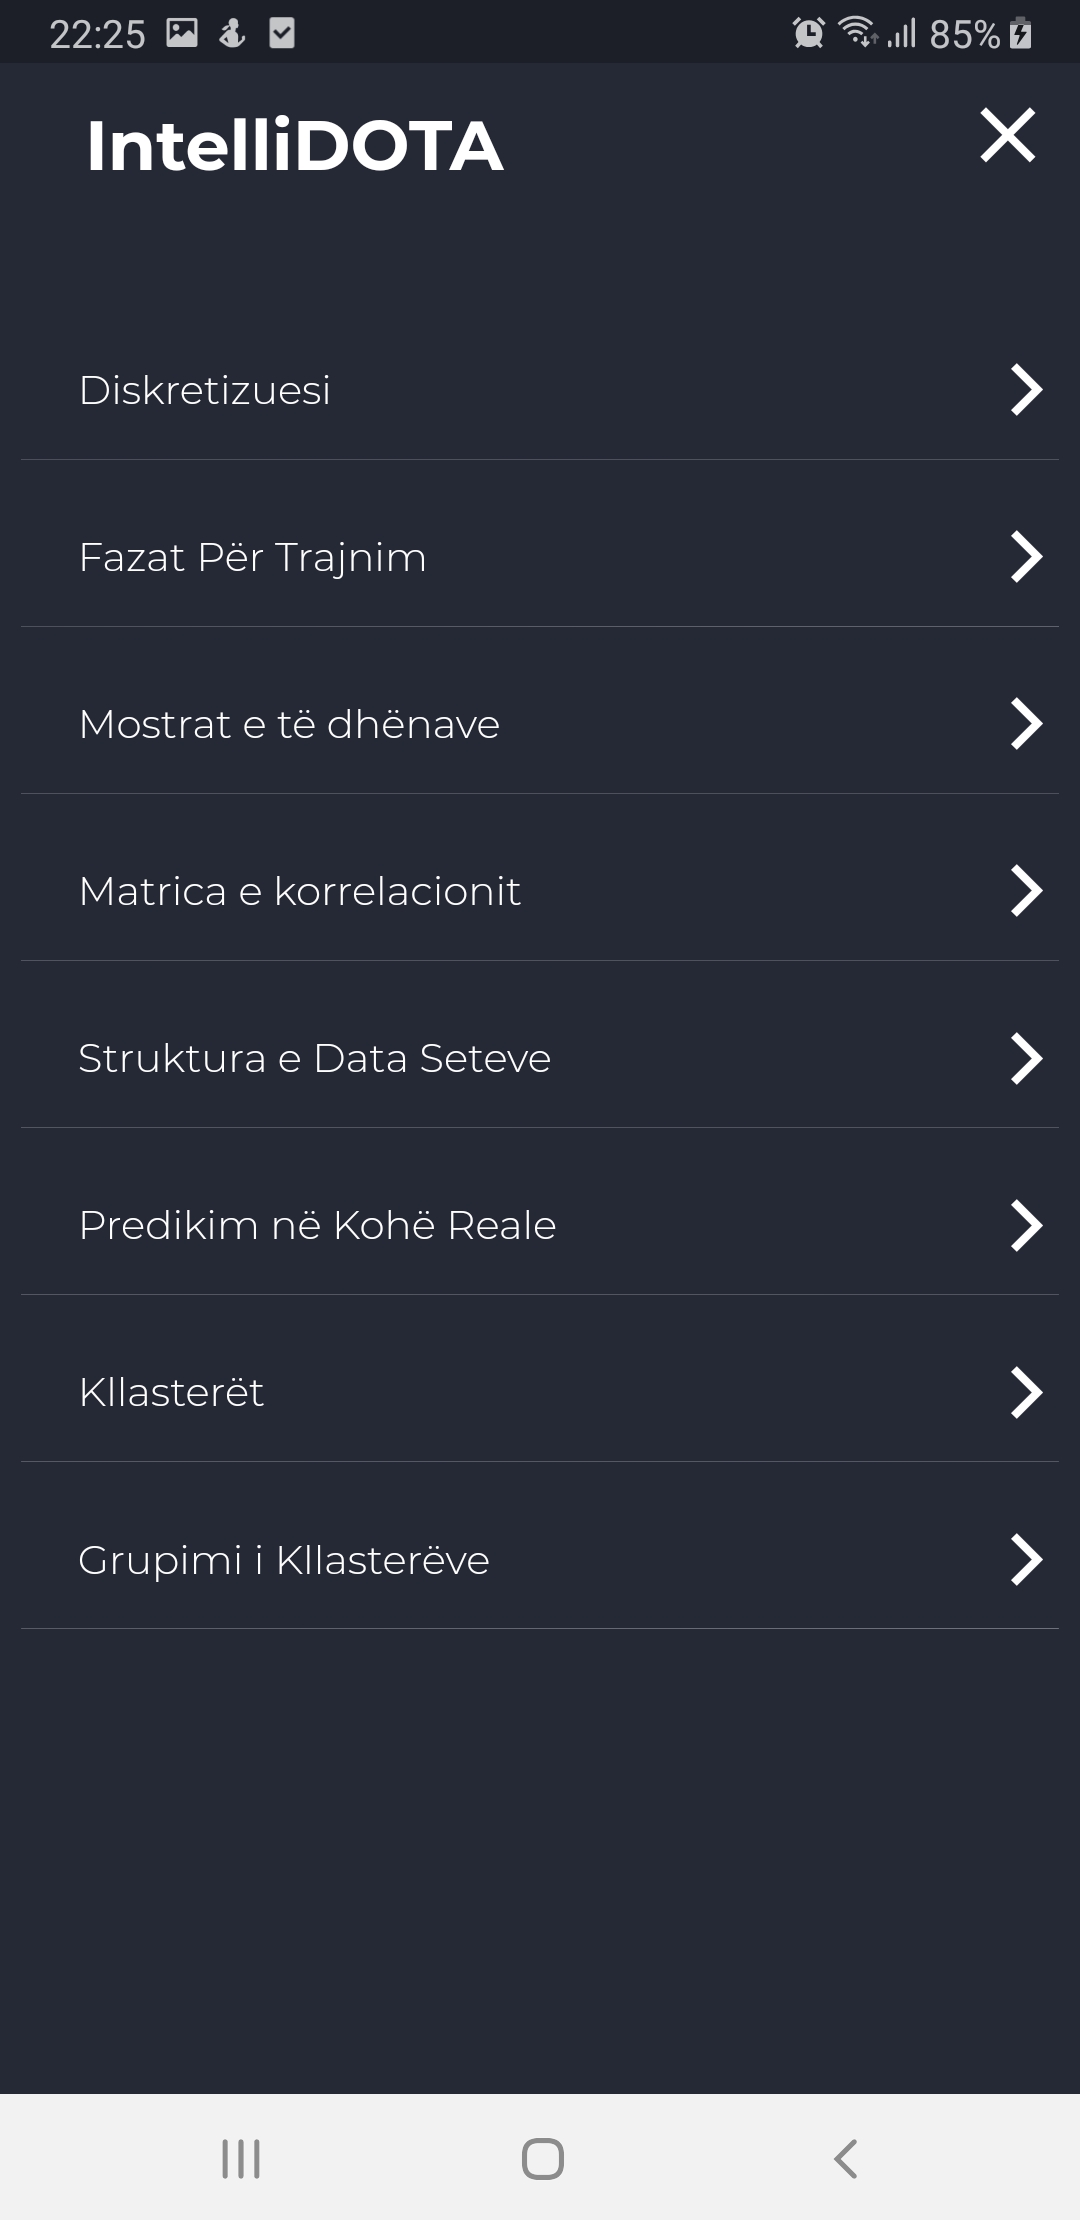 22:25
85%
IntelliDOTA
Diskretizuesi
Fazat Për Trajnim
Mostrat e të dhënave
Matrica e korrelacionit
Struktura e Data Seteve
Predikim në Kohë Reale
Kllasterët
Grupimi i Kllasterëve